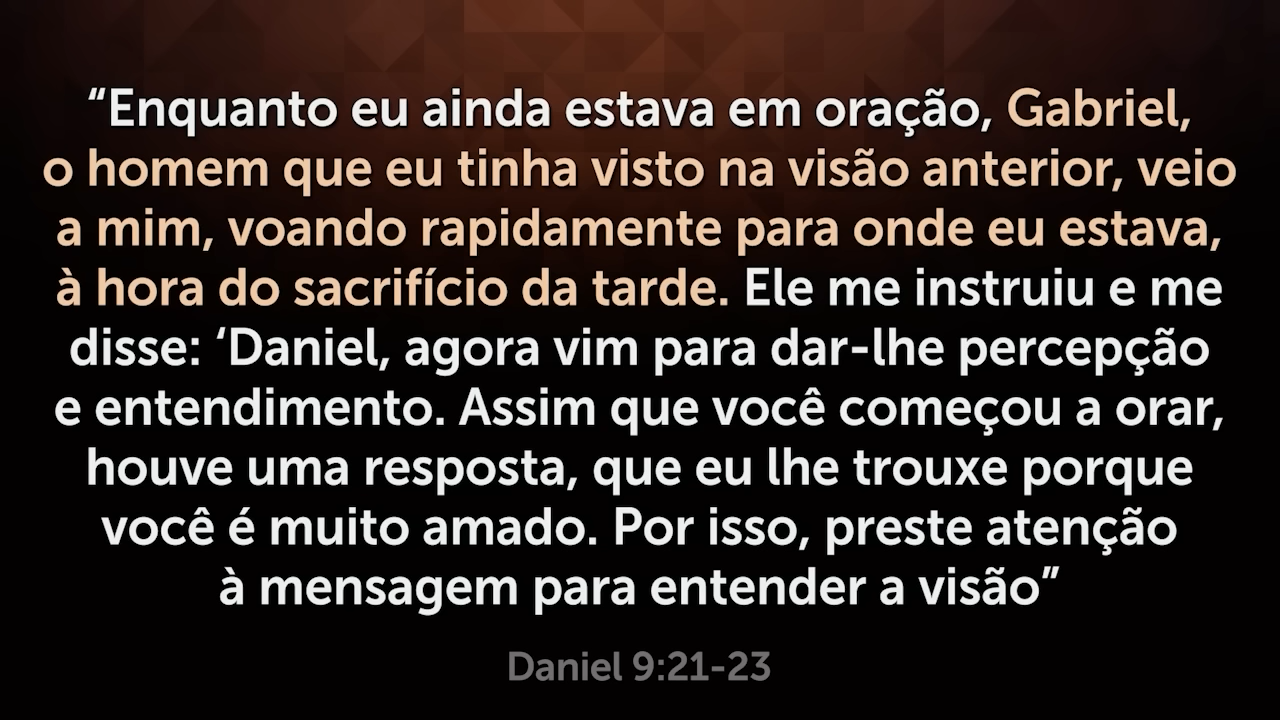 “Enquanto eu ainda estava em oração, Gabriel,
o homem que eu tinha visto na visão anterior, veio
a mim, voando rapidamente para onde eu estava,
à hora do sacrifício da tarde. Ele me instruiu e me
disse: ‘Daniel, agora vim para dar-lhe percepção
e entendimento. Assim que você começou a orar,
houve uma resposta, que eu lhe trouxe porque
você é muito amado. Por isso, preste atenção
à mensagem para entender a visão”
Daniel 9:21-23